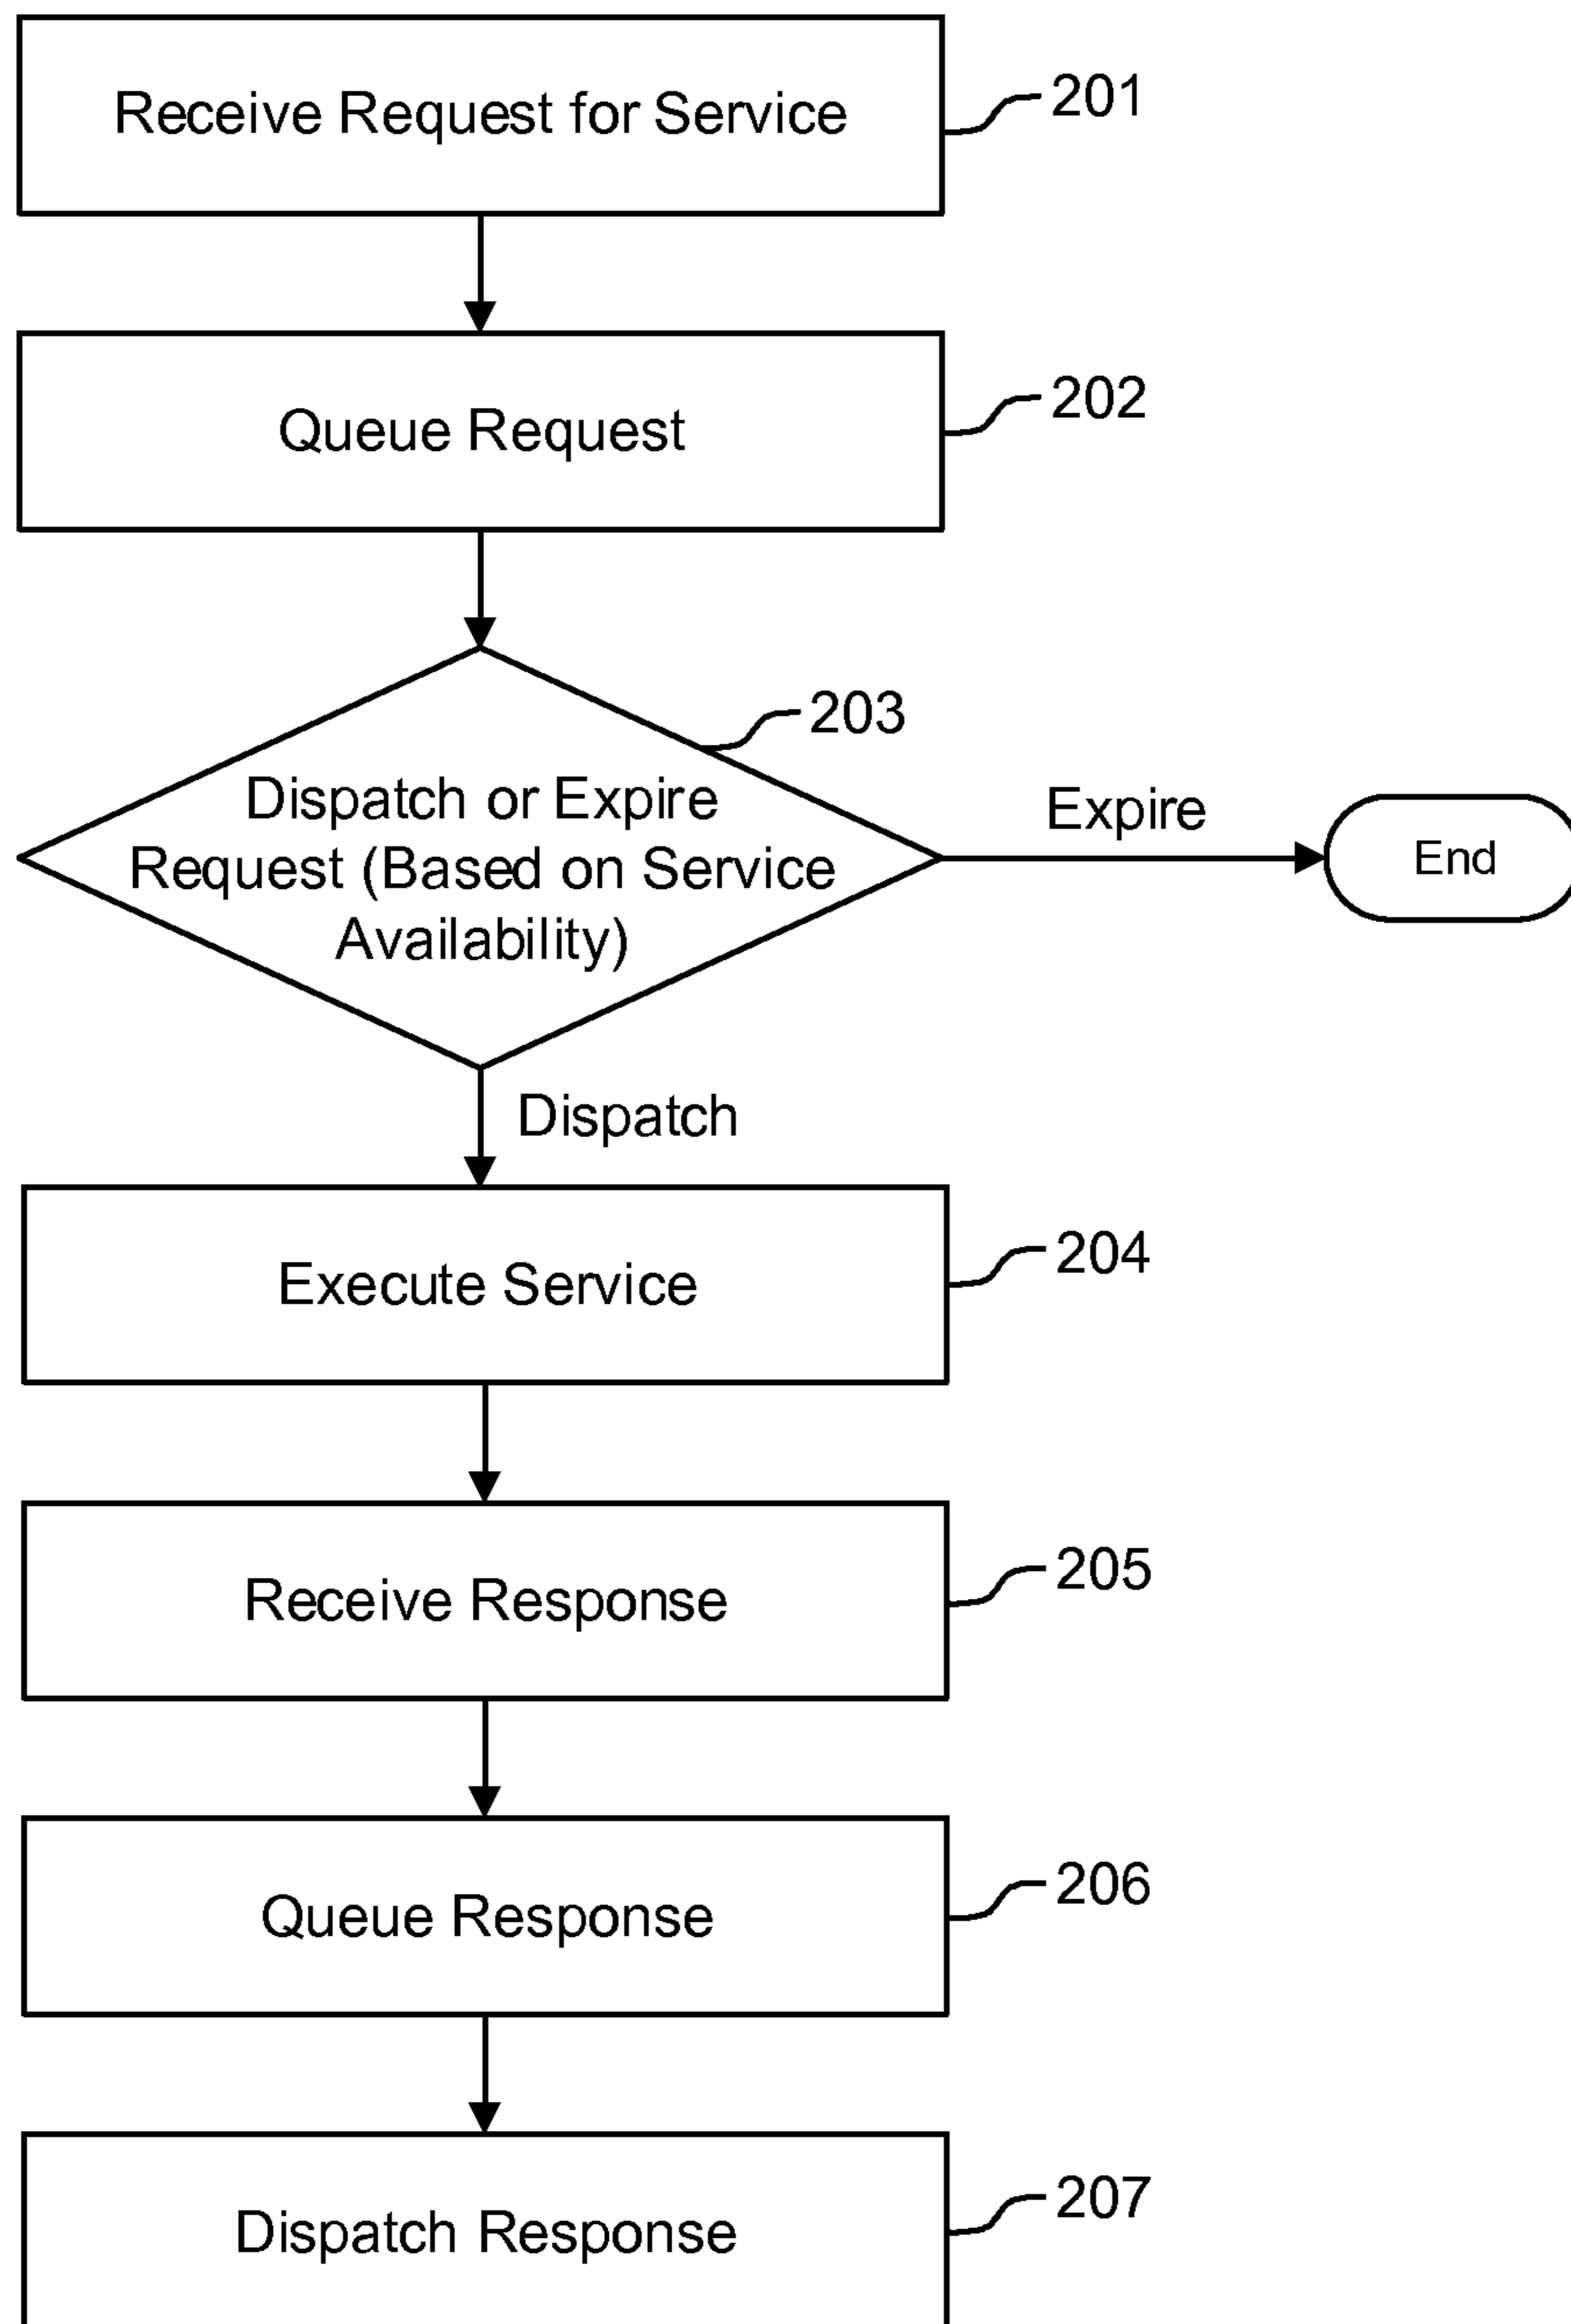 Receive Request for Service
201
Queue Request
202
203
Dispatch or Expire
Request (Based on Service
Availability)
Expire
End
Dispatch
Execute Service
204
Receive Response
205
Queue Response
206
Dispatch Response
207